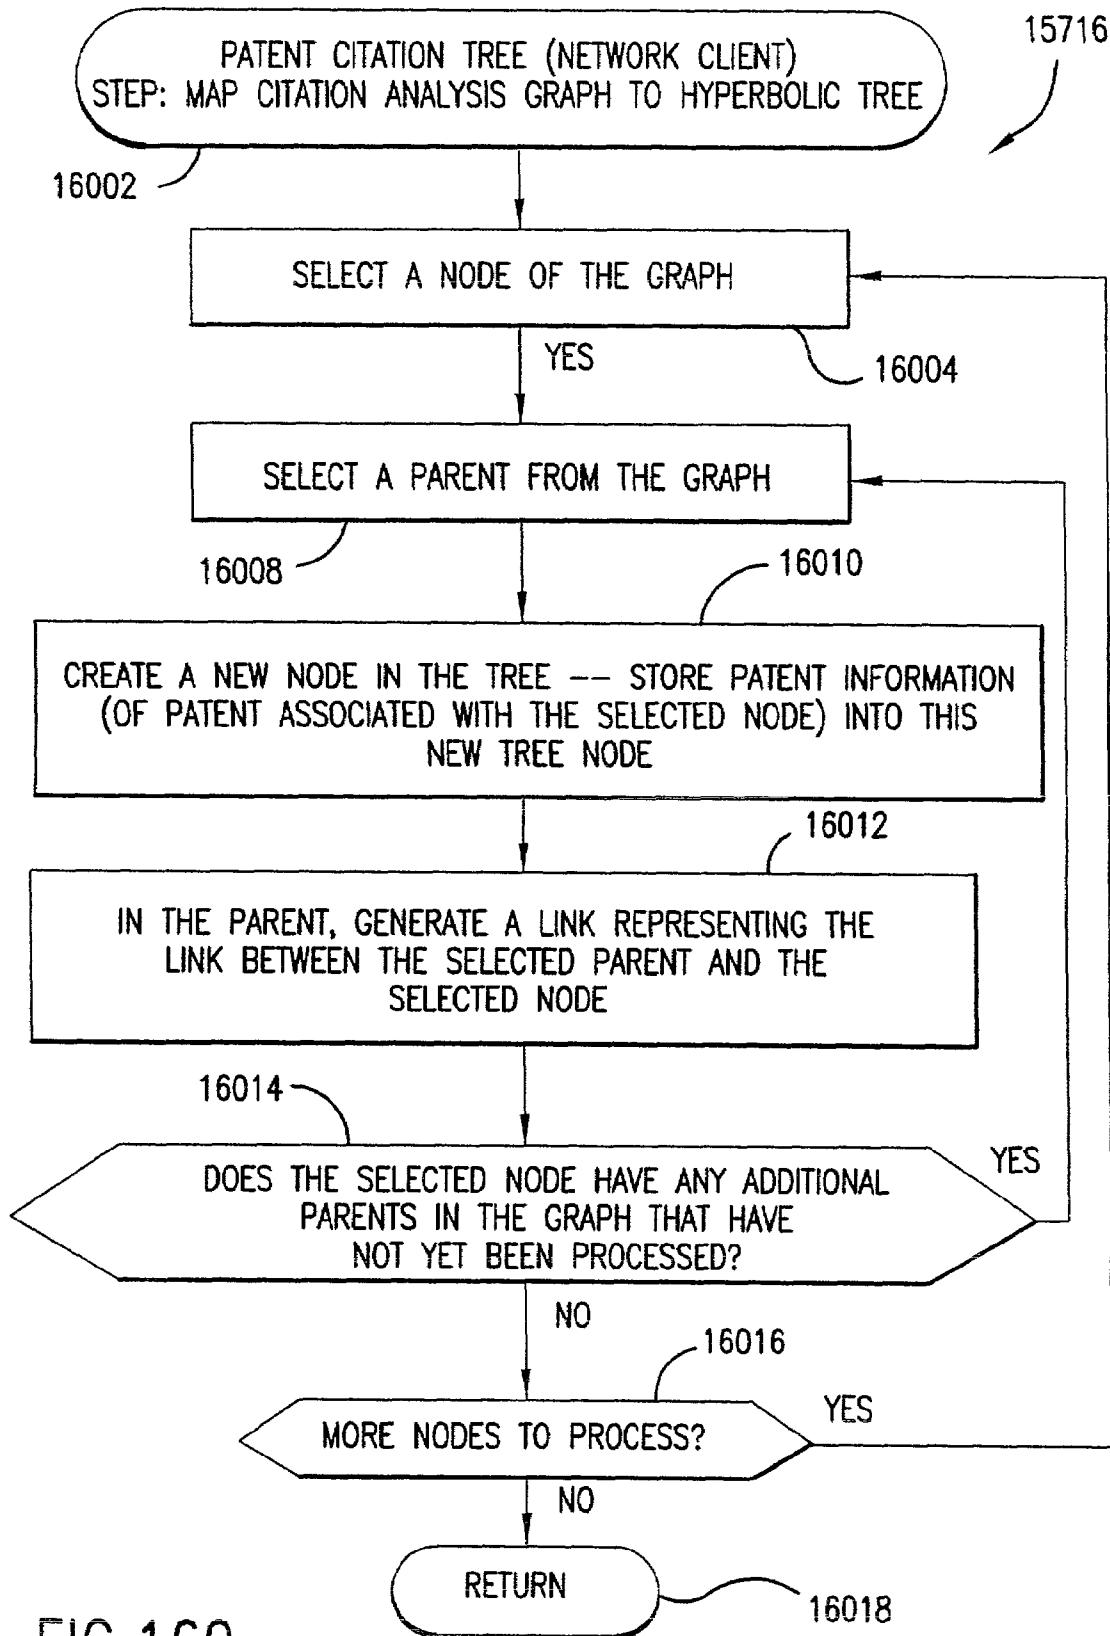 15716
PATENT CITATION TREE (NETWORK CLIENT)
STEP: MAP CITATION ANALYSIS GRAPH TO HYPERBOLIC TREE
16002
SELECT A NODE OF THE GRAPH
YES
16004
SELECT A PARENT FROM THE GRAPH
16008
16010
CREATE A NEW NODE IN THE TREE -- STORE PATENT INFORMATION
(OF PATENT ASSOCIATED WITH THE SELECTED NODE) INTO THIS
NEW TREE NODE
16012
IN THE PARENT, GENERATE A LINK REPRESENTING THE
LINK BETWEEN THE SELECTED PARENT AND THE
SELECTED NODE
16014
YES
DOES THE SELECTED NODE HAVE ANY ADDITIONAL
PARENTS IN THE GRAPH THAT HAVE
NOT YET BEEN PROCESSED?
NO
16016
YES
MORE NODES TO PROCESS?
NO
RETURN
16018
FIG.160